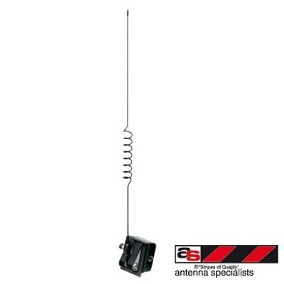 as
® "Stripes of Quality"
antenna specialists